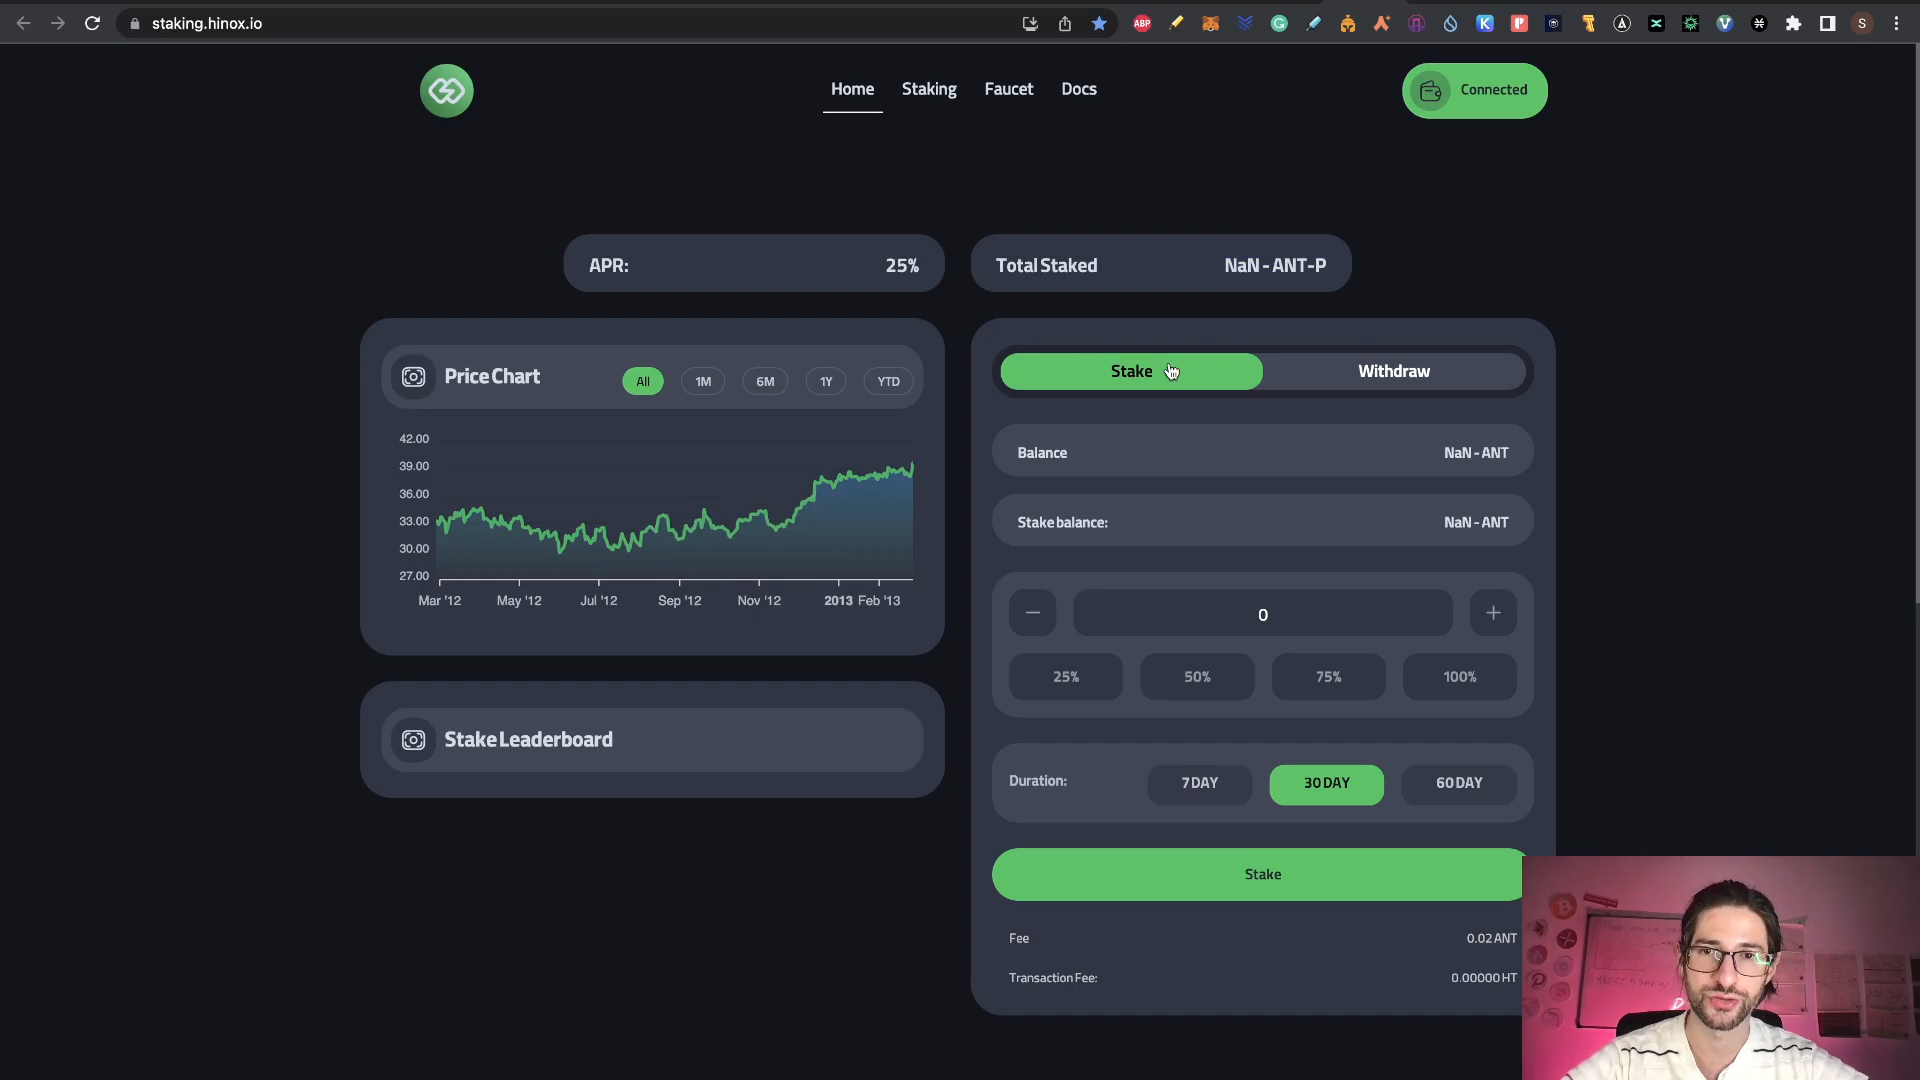 staking.hinox.io
ABP
S
Home Staking Faucet Docs
Connected
APR: 25%
Total Staked NaN - ANT-P
Price Chart
All 1M 6M 1Y YTD
42.00
39.00
36.00
33.00
30.00
27.00
Mar '12 May '12 Jul '12 Sep '12 Nov '12 2013 Feb '13
Stake Leaderboard
Stake Withdraw
Balance NaN - ANT
Stake balance: NaN - ANT
0
25% 50% 75% 100%
Duration: 7 DAY 30 DAY 60 DAY
Stake
Fee 0.02 ANT
Transaction Fee: 0.00000 HT